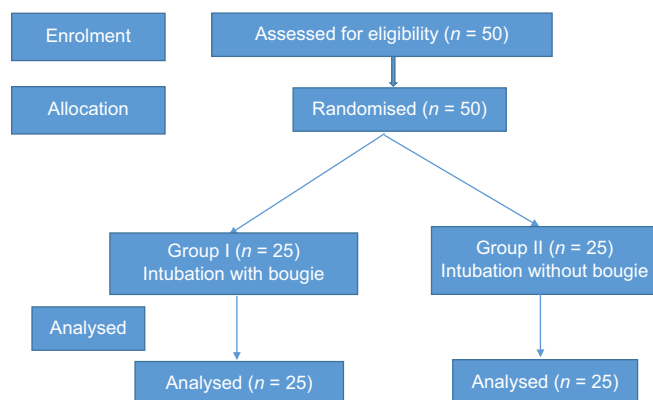 Enrolment
Assessed for eligibility (n = 50)
Allocation
Randomised (n = 50)
Group I (n = 25)
Intubation with bougie
Group II (n = 25)
Intubation without bougie
Analysed
Analysed (n = 25)
Analysed (n = 25)